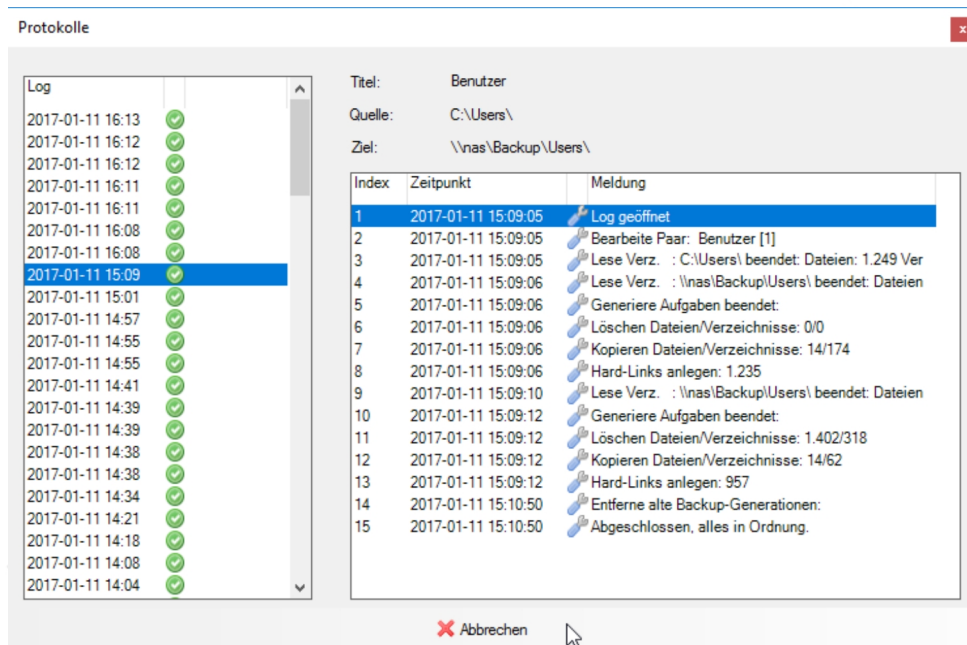 Protokolle
x
Log
2017-01-11 16:13
2017-01-11 16:12
2017-01-11 16:12
2017-01-11 16:11
2017-01-11 16:11
2017-01-11 16:08
2017-01-11 16:08
2017-01-11 15:09
2017-01-11 15:01
2017-01-11 14:57
2017-01-11 14:55
2017-01-11 14:55
2017-01-11 14:41
2017-01-11 14:39
2017-01-11 14:39
2017-01-11 14:38
2017-01-11 14:38
2017-01-11 14:34
2017-01-11 14:21
2017-01-11 14:18
2017-01-11 14:08
2017-01-11 14:04
Titel: Benutzer
Quelle: C:\Users\
Ziel: \\nas\Backup\Users\
Index Zeitpunkt Meldung
1 2017-01-11 15:09:05 Log geöffnet
2 2017-01-11 15:09:05 Bearbeite Paar: Benutzer [1]
3 2017-01-11 15:09:05 Lese Verz. : C:\Users\ beendet: Dateien: 1.249 Ver
4 2017-01-11 15:09:06 Lese Verz. : \\nas\Backup\Users\ beendet: Dateien
5 2017-01-11 15:09:06 Generiere Aufgaben beendet:
6 2017-01-11 15:09:06 Löschen Dateien/Verzeichnisse: 0/0
7 2017-01-11 15:09:06 Kopieren Dateien/Verzeichnisse: 14/174
8 2017-01-11 15:09:06 Hard-Links anlegen: 1.235
9 2017-01-11 15:09:10 Lese Verz. : \\nas\Backup\Users\ beendet: Dateien
10 2017-01-11 15:09:12 Generiere Aufgaben beendet:
11 2017-01-11 15:09:12 Löschen Dateien/Verzeichnisse: 1.402/318
12 2017-01-11 15:09:12 Kopieren Dateien/Verzeichnisse: 14/62
13 2017-01-11 15:09:12 Hard-Links anlegen: 957
14 2017-01-11 15:10:50 Entferne alte Backup-Generationen:
15 2017-01-11 15:10:50 Abgeschlossen, alles in Ordnung.
Abbrechen